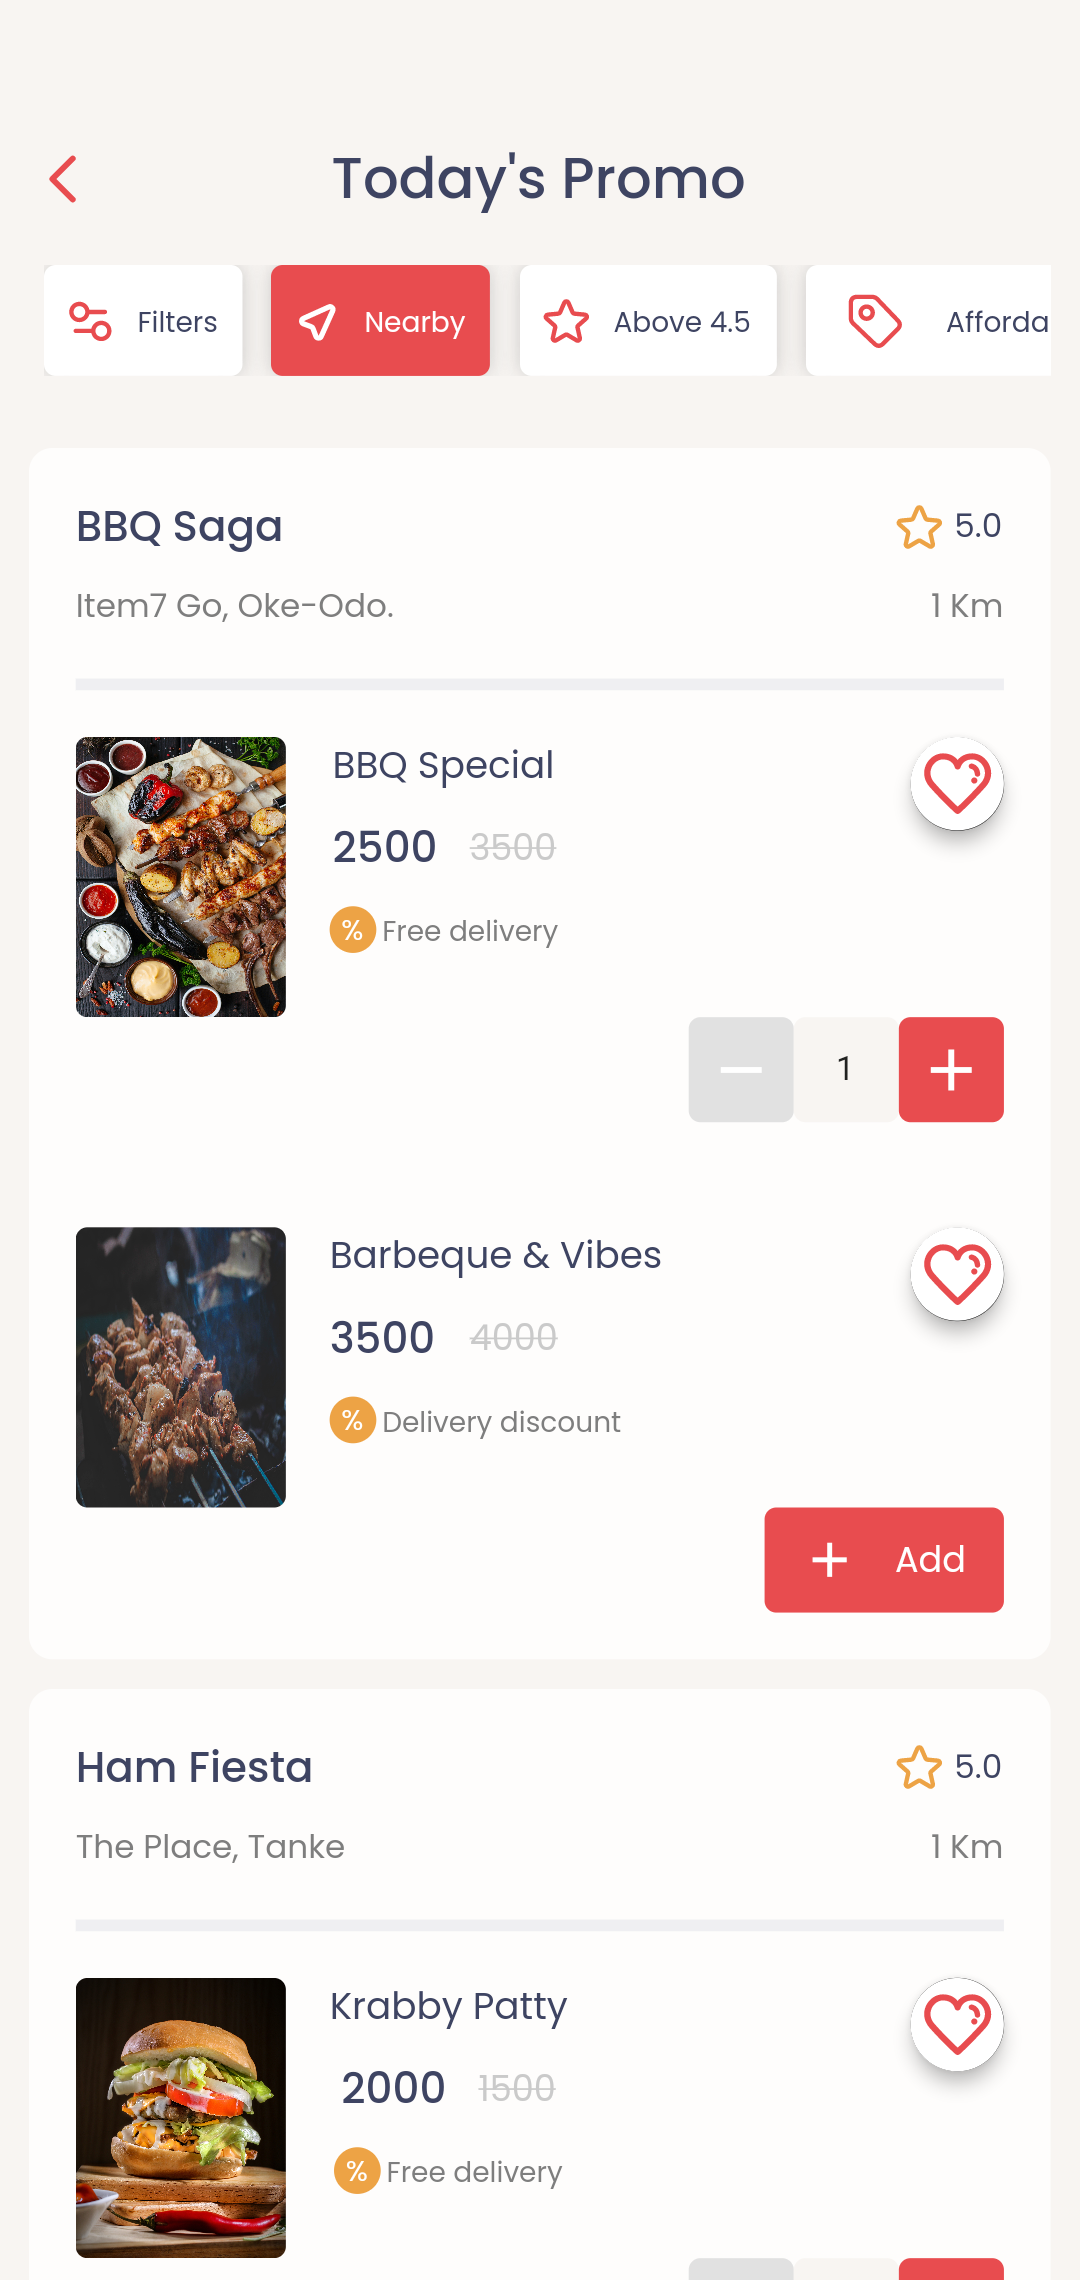 Today's Promo
Filters
Nearby
Above 4.5
Afforda
BBQ Saga
5.0
Item7 Go, Oke-Odo.
1 Km
BBQ Special
2500 3500
% Free delivery
1
Barbeque & Vibes
3500 4000
% Delivery discount
Add
Ham Fiesta
5.0
The Place, Tanke
1 Km
Krabby Patty
2000 1500
% Free delivery